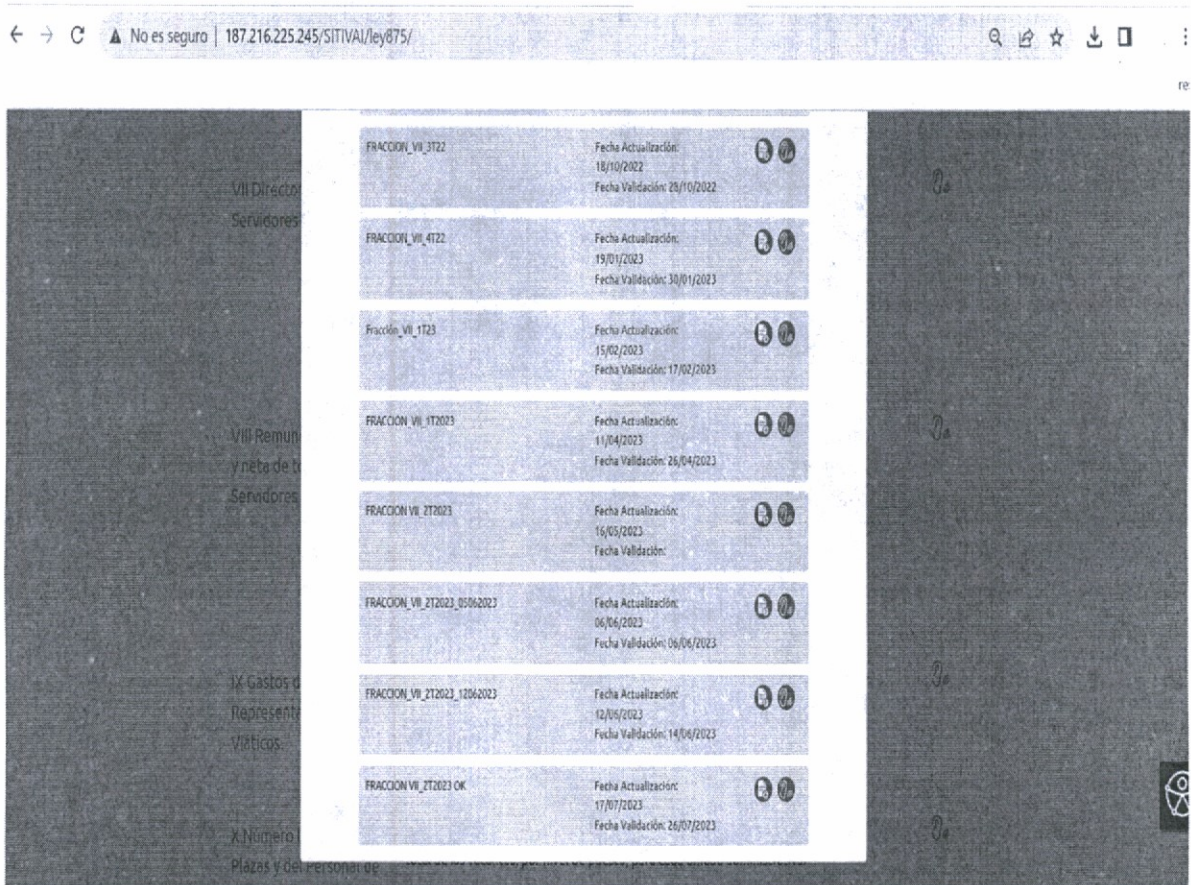 No es seguro | 187.216.225.245/SITIVAI/ley875/
re
VII Director
Servidores
FRACCION_VII_3T22
Fecha Actualización:
18/10/2022
Fecha Validación: 28/10/2022
FRACCION_VII_4T22
Fecha Actualización:
19/01/2023
Fecha Validación: 30/01/2023
Fracción_VII_1T23
Fecha Actualización:
15/02/2023
Fecha Validación: 17/02/2023
VIII Remun
y neta de to
Servidores
FRACCION_VII_1T2023
Fecha Actualización:
11/04/2023
Fecha Validación: 26/04/2023
FRACCION VII_2T2023
Fecha Actualización:
16/05/2023
Fecha Validación:
FRACCION_VII_2T2023_05062023
Fecha Actualización:
06/06/2023
Fecha Validación: 06/06/2023
IX Gastos d
Representa
Viáticos
FRACCION_VII_2T2023_12062023
Fecha Actualización:
12/06/2023
Fecha Validación: 14/06/2023
FRACCION VII_2T2023 OK
Fecha Actualización:
17/07/2023
Fecha Validación: 26/07/2023
X Número
Plazas y del Personal de